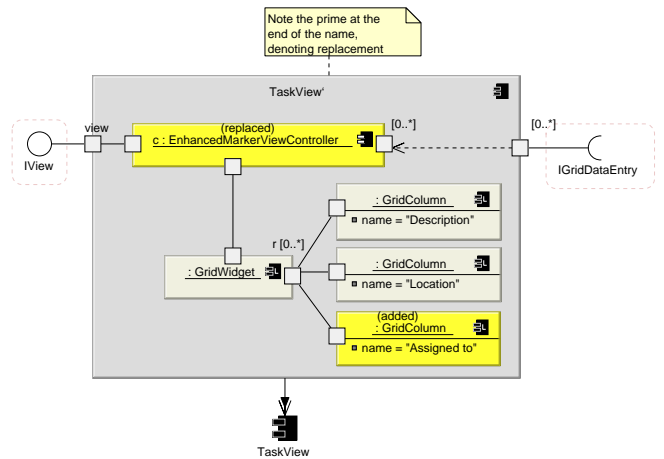 Note the prime at the
end of the name,
denoting replacement
TaskView'
view
(replaced)
c : EnhancedMarkerViewController
[0..*]
[0..*]
IView
IGridDataEntry
: GridColumn
name = "Description"
r [0..*]
: GridWidget
: GridColumn
name = "Location"
(added)
: GridColumn
name = "Assigned to"
TaskView